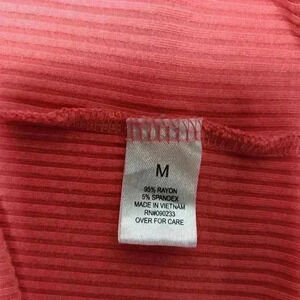 M
95% RAYON
5% SPANDEX
MADE IN VIETNAM
RN#090233
OVER FOR CARE